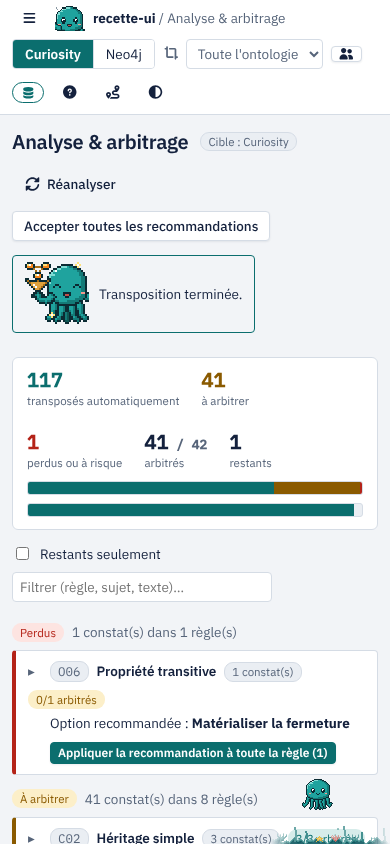 recette-ui / Analyse & arbitrage
Curiosity Neo4j Toute l'ontologie
Analyse & arbitrage Cible : Curiosity
Réanalyser
Accepter toutes les recommandations
Transposition terminée.
117 41
transposés automatiquement à arbitrer
1 41 / 42 1
perdus ou à risque arbitrés restants
Restants seulement
Filtrer (règle, sujet, texte)...
Perdus 1 constat(s) dans 1 règle(s)
▸ O06 Propriété transitive 1 constat(s)
0/1 arbitrés
Option recommandée : Matérialiser la fermeture
Appliquer la recommandation à toute la règle (1)
À arbitrer 41 constat(s) dans 8 règle(s)
▸ C02 Héritage simple 3 constat(s)